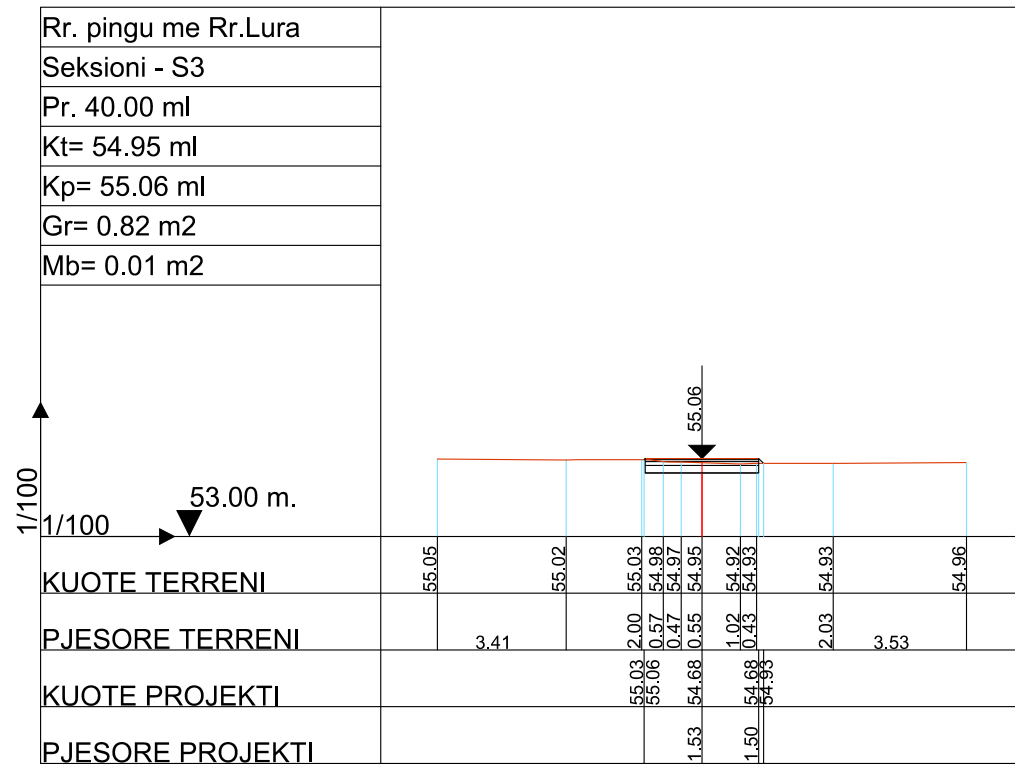 Rr. pingu me Rr.Lura
Seksioni - S3
Pr. 40.00 ml
Kt= 54.95 ml
Kp= 55.06 ml
Gr= 0.82 m2
Mb= 0.01 m2
55.06
1/100
53.00 m.
1/100
KUOTE TERRENI 55.05 55.02 55.03 54.98 54.97 54.95 54.92 54.93 54.93 54.96
PJESORE TERRENI 3.41 2.00 0.57 0.47 0.55 1.02 0.43 2.03 3.53
KUOTE PROJEKTI 55.03 55.06 54.68 54.68 54.93
PJESORE PROJEKTI 1.53 1.50